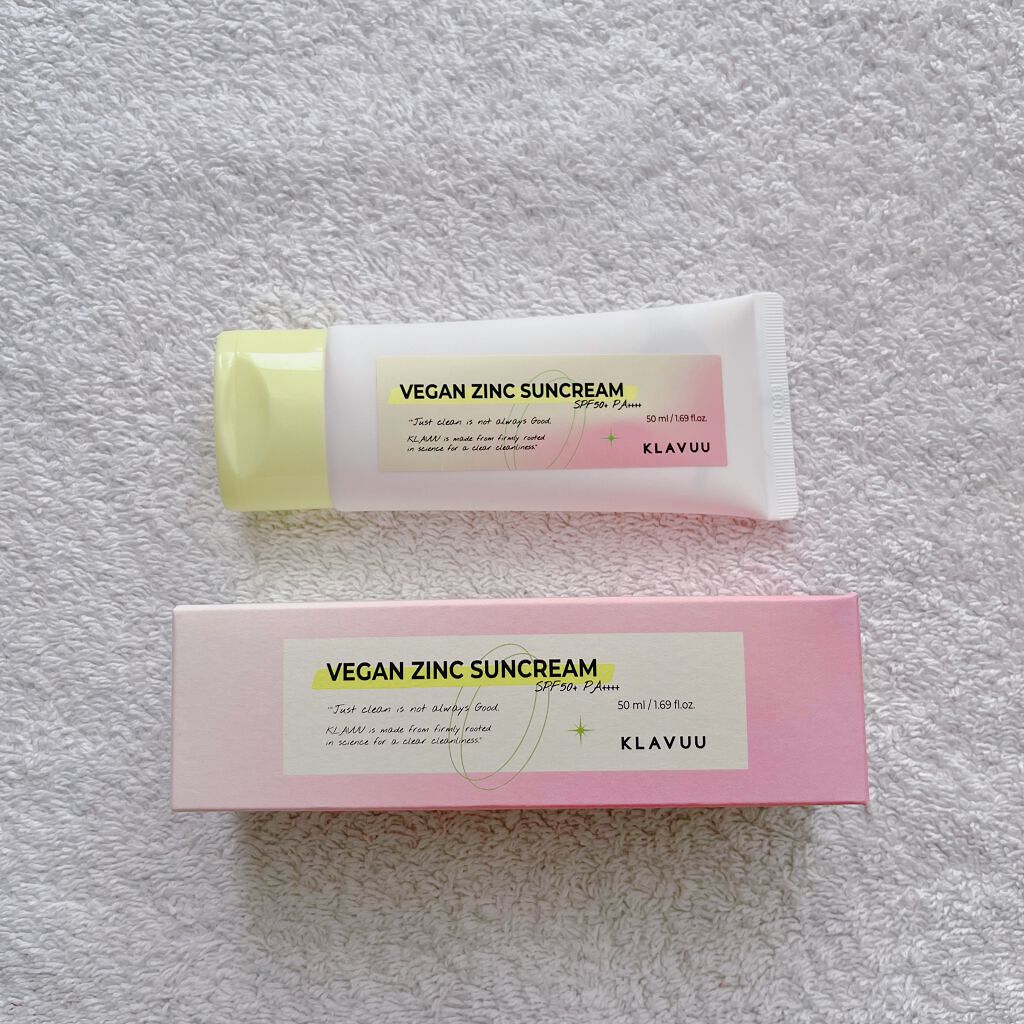 VEGAN ZINC SUNCREAM
SPF50+ PA++++
"Just clean is not always Good.
50 ml / 1.69 fl.oz.
KLAVUU is made from firmly rooted
in science for a clear cleanliness."
KLAVUU
VEGAN ZINC SUNCREAM
SPF50+ PA++++
"Just clean is not always Good.
50 ml / 1.69 fl.oz.
KLAVUU is made from firmly rooted
in science for a clear cleanliness."
KLAVUU